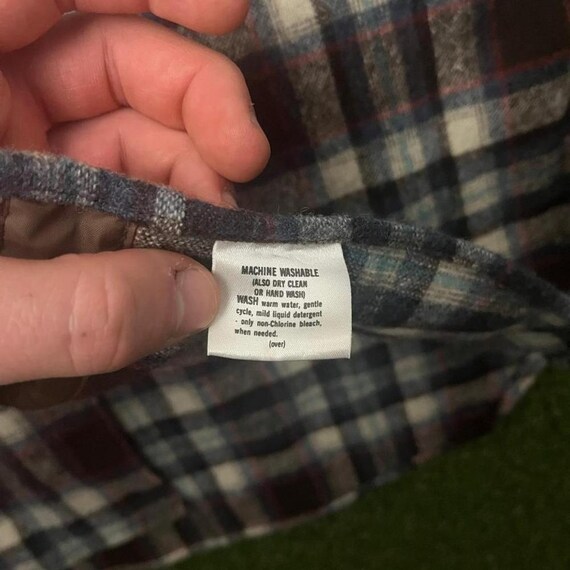 MACHINE WASHABLE
(ALSO DRY CLEAN
OR HAND WASH)
WASH warm water, gentle
cycle, mild liquid detergent
- only non-Chlorine bleach,
when needed.
(over)